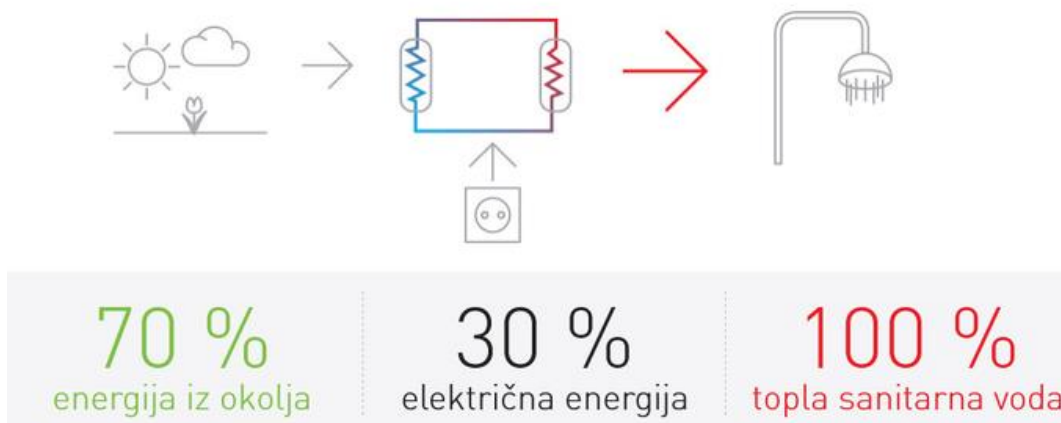 70 %
energija iz okolja
30 %
električna energija
100 %
topla sanitarna voda